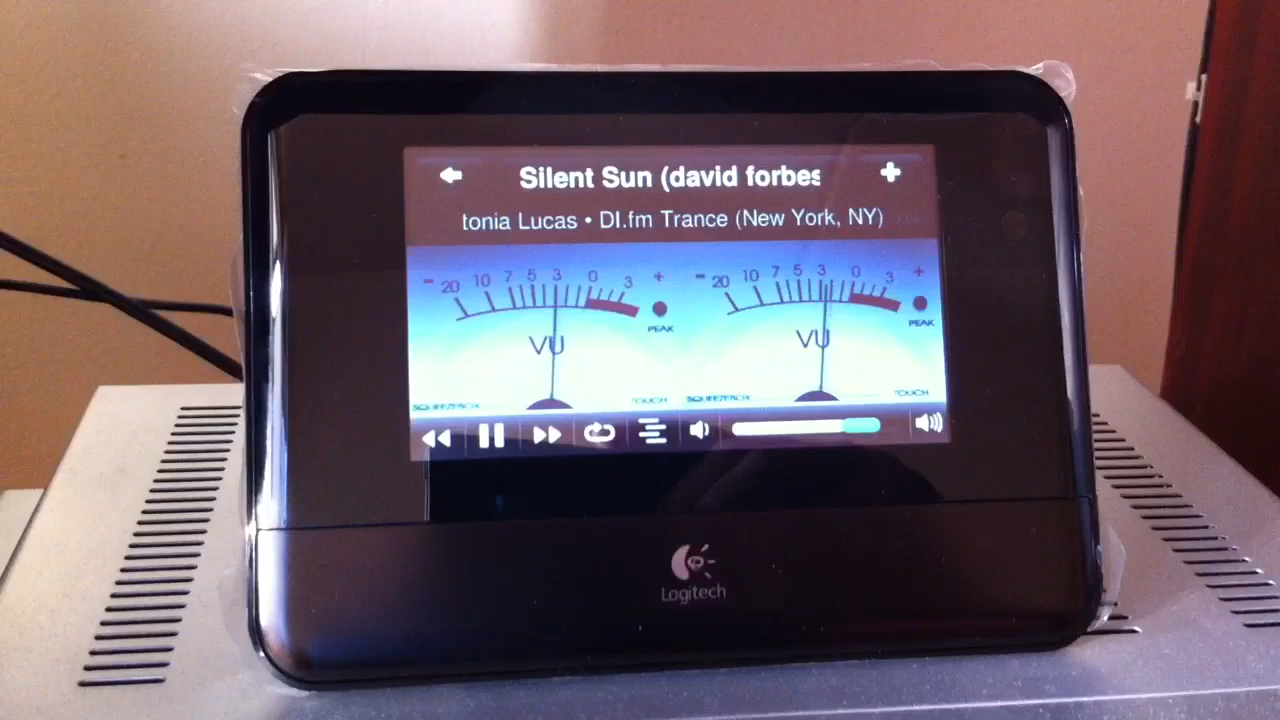 Silent Sun (david forbes
tonia Lucas • DI.fm Trance (New York, NY)
- 20 10 7 5 3 0 3 +
- 20 10 7 5 3 0 3 +
PEAK
PEAK
VU
VU
SQUEEZEBOX TOUCH
SQUEEZEBOX TOUCH
Logitech